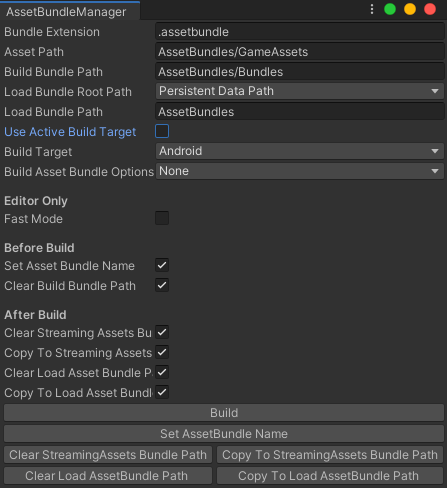 AssetBundleManager
Bundle Extension .assetbundle
Asset Path AssetBundles/GameAssets
Build Bundle Path AssetBundles/Bundles
Load Bundle Root Path Persistent Data Path
Load Bundle Path AssetBundles
Use Active Build Target
Build Target Android
Build Asset Bundle Options None
Editor Only
Fast Mode
Before Build
Set Asset Bundle Name
Clear Build Bundle Path
After Build
Clear Streaming Assets Bu
Copy To Streaming Assets
Clear Load Asset Bundle P
Copy To Load Asset Bundl
Build
Set AssetBundle Name
Clear StreamingAssets Bundle Path Copy To StreamingAssets Bundle Path
Clear Load AssetBundle Path Copy To Load AssetBundle Path